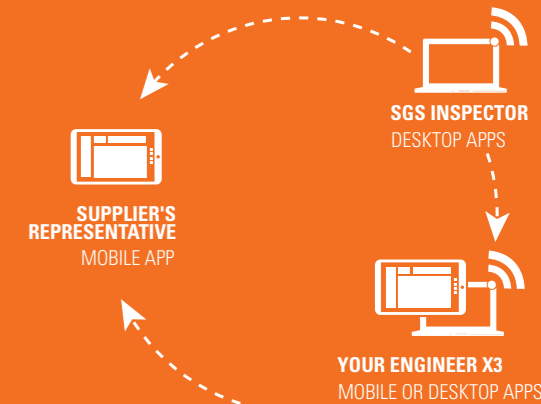 SGS INSPECTOR
DESKTOP APPS
SUPPLIER'S
REPRESENTATIVE
MOBILE APP
YOUR ENGINEER X3
MOBILE OR DESKTOP APPS